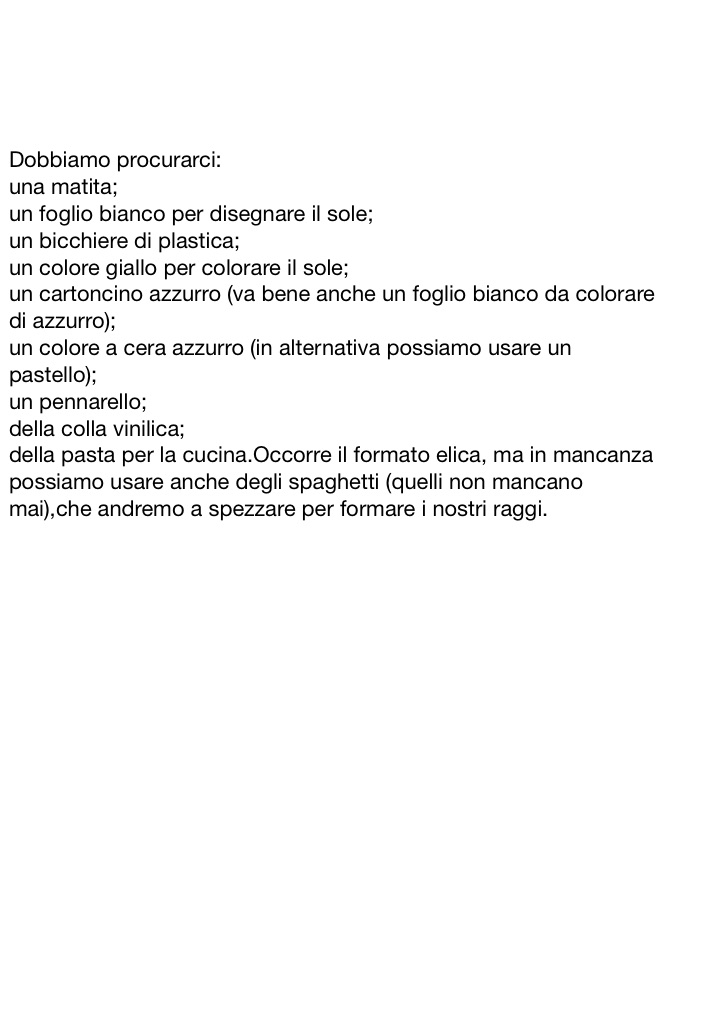 Dobbiamo procurarci:
una matita;
un foglio bianco per disegnare il sole;
un bicchiere di plastica;
un colore giallo per colorare il sole;
un cartoncino azzurro (va bene anche un foglio bianco da colorare
di azzurro);
un colore a cera azzurro (in alternativa possiamo usare un
pastello);
un pennarello;
della colla vinilica;
della pasta per la cucina.Occorre il formato elica, ma in mancanza
possiamo usare anche degli spaghetti (quelli non mancano
mai),che andremo a spezzare per formare i nostri raggi.